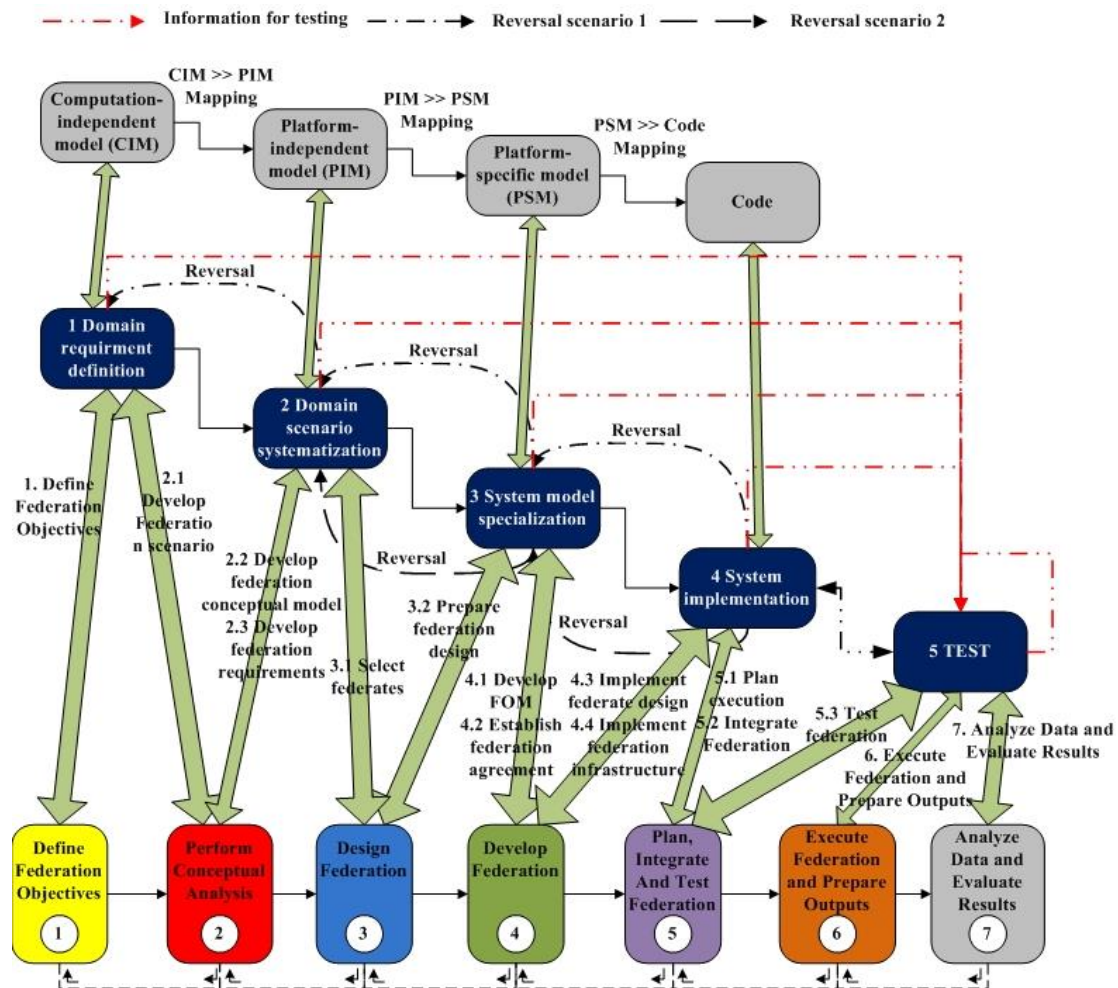 Information for testing
Reversal scenario 1
Reversal scenario 2
CIM >> PIM
Mapping
PIM >> PSM
Mapping
PSM >> Code
Mapping
Computation-
independent
model (CIM)
Platform-
independent
model (PIM)
Platform-
specific model
(PSM)
Code
Reversal
Reversal
Reversal
1 Domain
requirment
definition
2 Domain
scenario
systematization
3 System model
specialization
4 System
implementation
5 TEST
Reversal
Reversal
1. Define
Federation
Objectives
2.1
Develop
Federatio
n scenario
2.2 Develop
federation
conceptual model
2.3 Develop
federation
requirements
3.1 Select
federates
3.2 Prepare
federation
design
4.1 Develop
FOM
4.2 Establish
federation
agreement
4.3 Implement
federate design
4.4 Implement
federation
infrastructure
5.1 Plan
execution
5.2 Integrate
Federation
5.3 Test
federation
6. Execute
Federation and
Prepare Outputs
7. Analyze Data and
Evaluate Results
Define
Federation
Objectives
1
Perform
Conceptual
Analysis
2
Design
Federation
3
Develop
Federation
4
Plan,
Integrate
And Test
Federation
5
Execute
Federation
and Prepare
Outputs
6
Analyze
Data and
Evaluate
Results
7